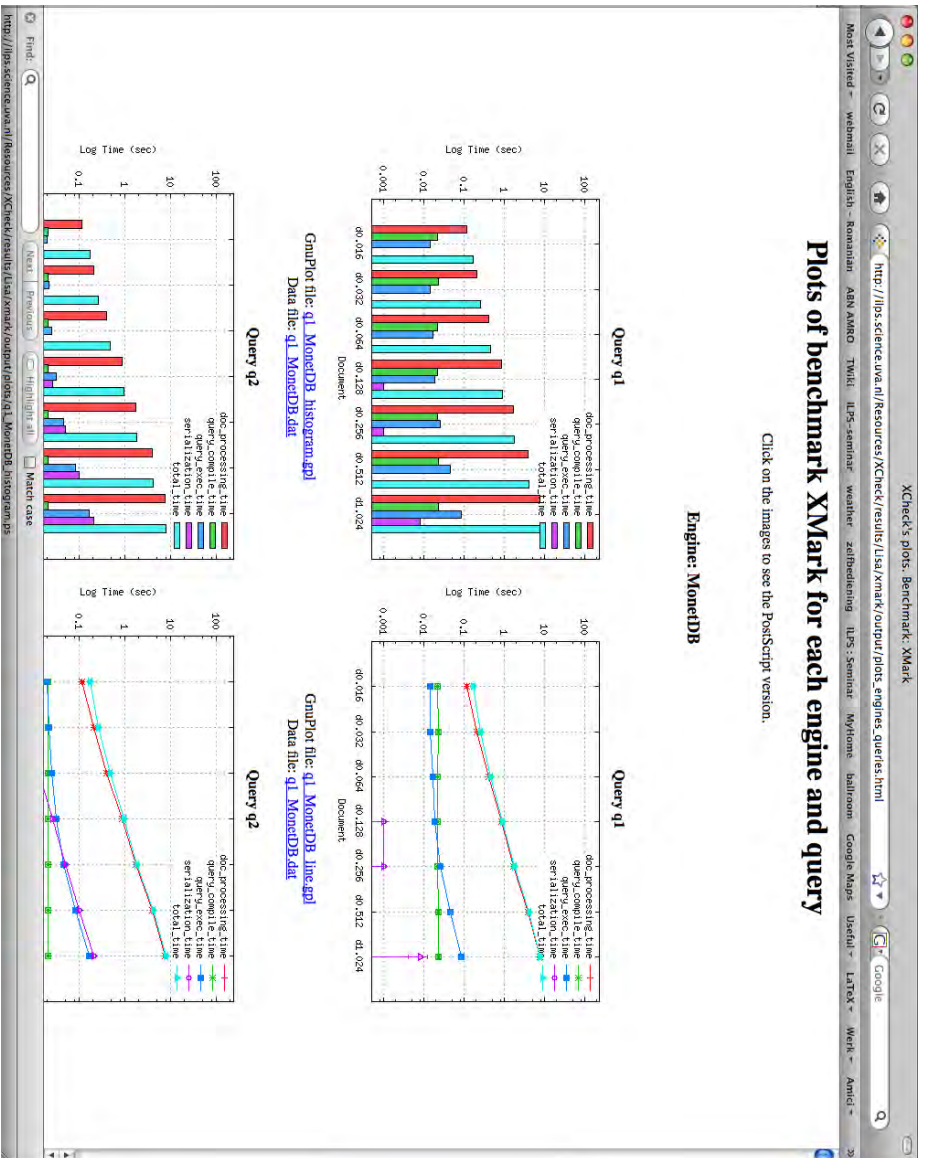 XCheck's plots. Benchmark: XMark
http://ilps.science.uva.nl/Resources/XCheck/results/Lisa/xmark/output/plots_engines_queries.html
Google
Most Visited webmail English - Romanian ABN AMRO TWiki ILPS-seminar weather zelfbediening ILPS : Seminar MyHome ballroom Google Maps Useful LaTeX Werk Amici »
Plots of benchmark XMark for each engine and query
Click on the images to see the PostScript version.
Engine: MonetDB
Query q1
Log Time (sec)
100
10
1
0.1
0.01
0.001
doc_processing_time
query_compile_time
query_exec_time
serialization_time
total_time
d0.016 d0.032 d0.064 d0.128 d0.256 d0.512 d1.024
Document
GnuPlot file: q1_MonetDB_histogram.gpl
Data file: q1_MonetDB.dat
Query q1
Log Time (sec)
100
10
1
0.1
0.01
0.001
doc_processing_time
query_compile_time
query_exec_time
serialization_time
total_time
d0.016 d0.032 d0.064 d0.128 d0.256 d0.512 d1.024
Document
GnuPlot file: q1_MonetDB_line.gpl
Data file: q1_MonetDB.dat
Query q2
Log Time (sec)
100
10
1
0.1
doc_processing_time
query_compile_time
query_exec_time
serialization_time
total_time
Query q2
Log Time (sec)
100
10
1
0.1
doc_processing_time
query_compile_time
query_exec_time
serialization_time
total_time
Find: Next Previous Highlight all Match case
http://ilps.science.uva.nl/Resources/XCheck/results/Lisa/xmark/output/plots/q1_MonetDB_histogram.ps